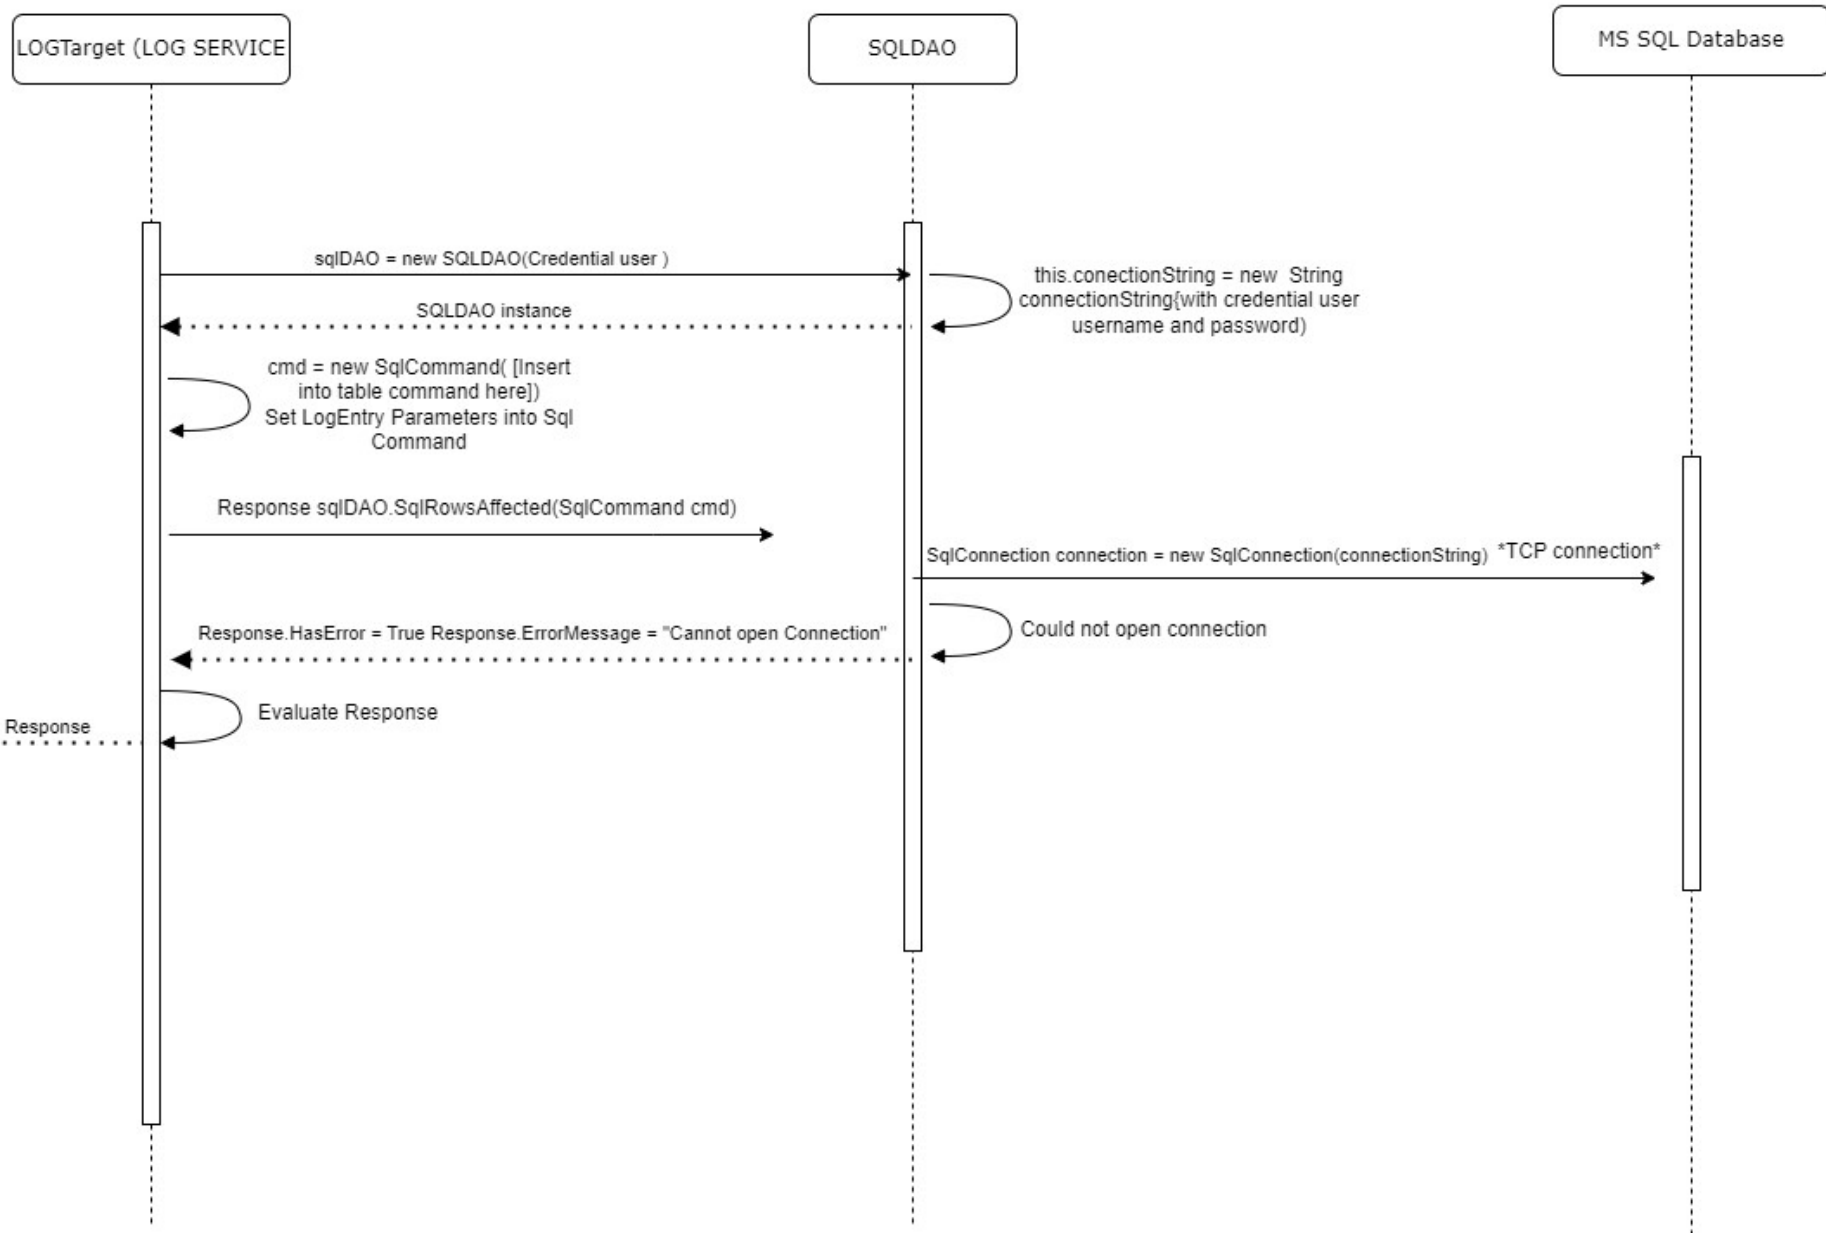 LOGTarget (LOG SERVICE
SQLDAO
MS SQL Database
sqlDAO = new SQLDAO(Credential user )
this.conectionString = new  String
connectionString{with credential user
username and password)
SQLDAO instance
cmd = new SqlCommand( [Insert
into table command here])
Set LogEntry Parameters into Sql
Command
Response sqlDAO.SqlRowsAffected(SqlCommand cmd)
SqlConnection connection = new SqlConnection(connectionString)
*TCP connection*
Could not open connection
Response.HasError = True Response.ErrorMessage = "Cannot open Connection"
Evaluate Response
Response